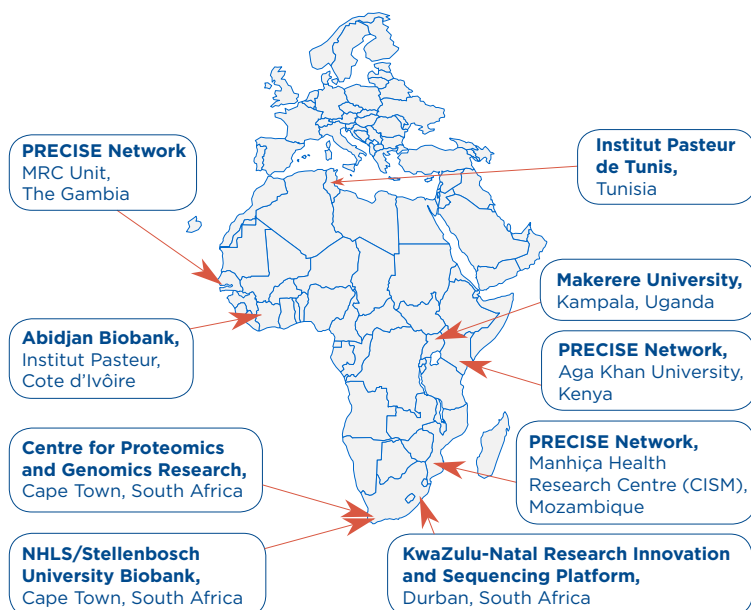 PRECISE Network
MRC Unit,
The Gambia
Institut Pasteur
de Tunis,
Tunisia
Makerere University,
Kampala, Uganda
Abidjan Biobank,
Institut Pasteur,
Cote d'Ivôire
PRECISE Network,
Aga Khan University,
Kenya
Centre for Proteomics
and Genomics Research,
Cape Town, South Africa
PRECISE Network,
Manhiça Health
Research Centre (CISM),
Mozambique
NHLS/Stellenbosch
University Biobank,
Cape Town, South Africa
KwaZulu-Natal Research Innovation
and Sequencing Platform,
Durban, South Africa